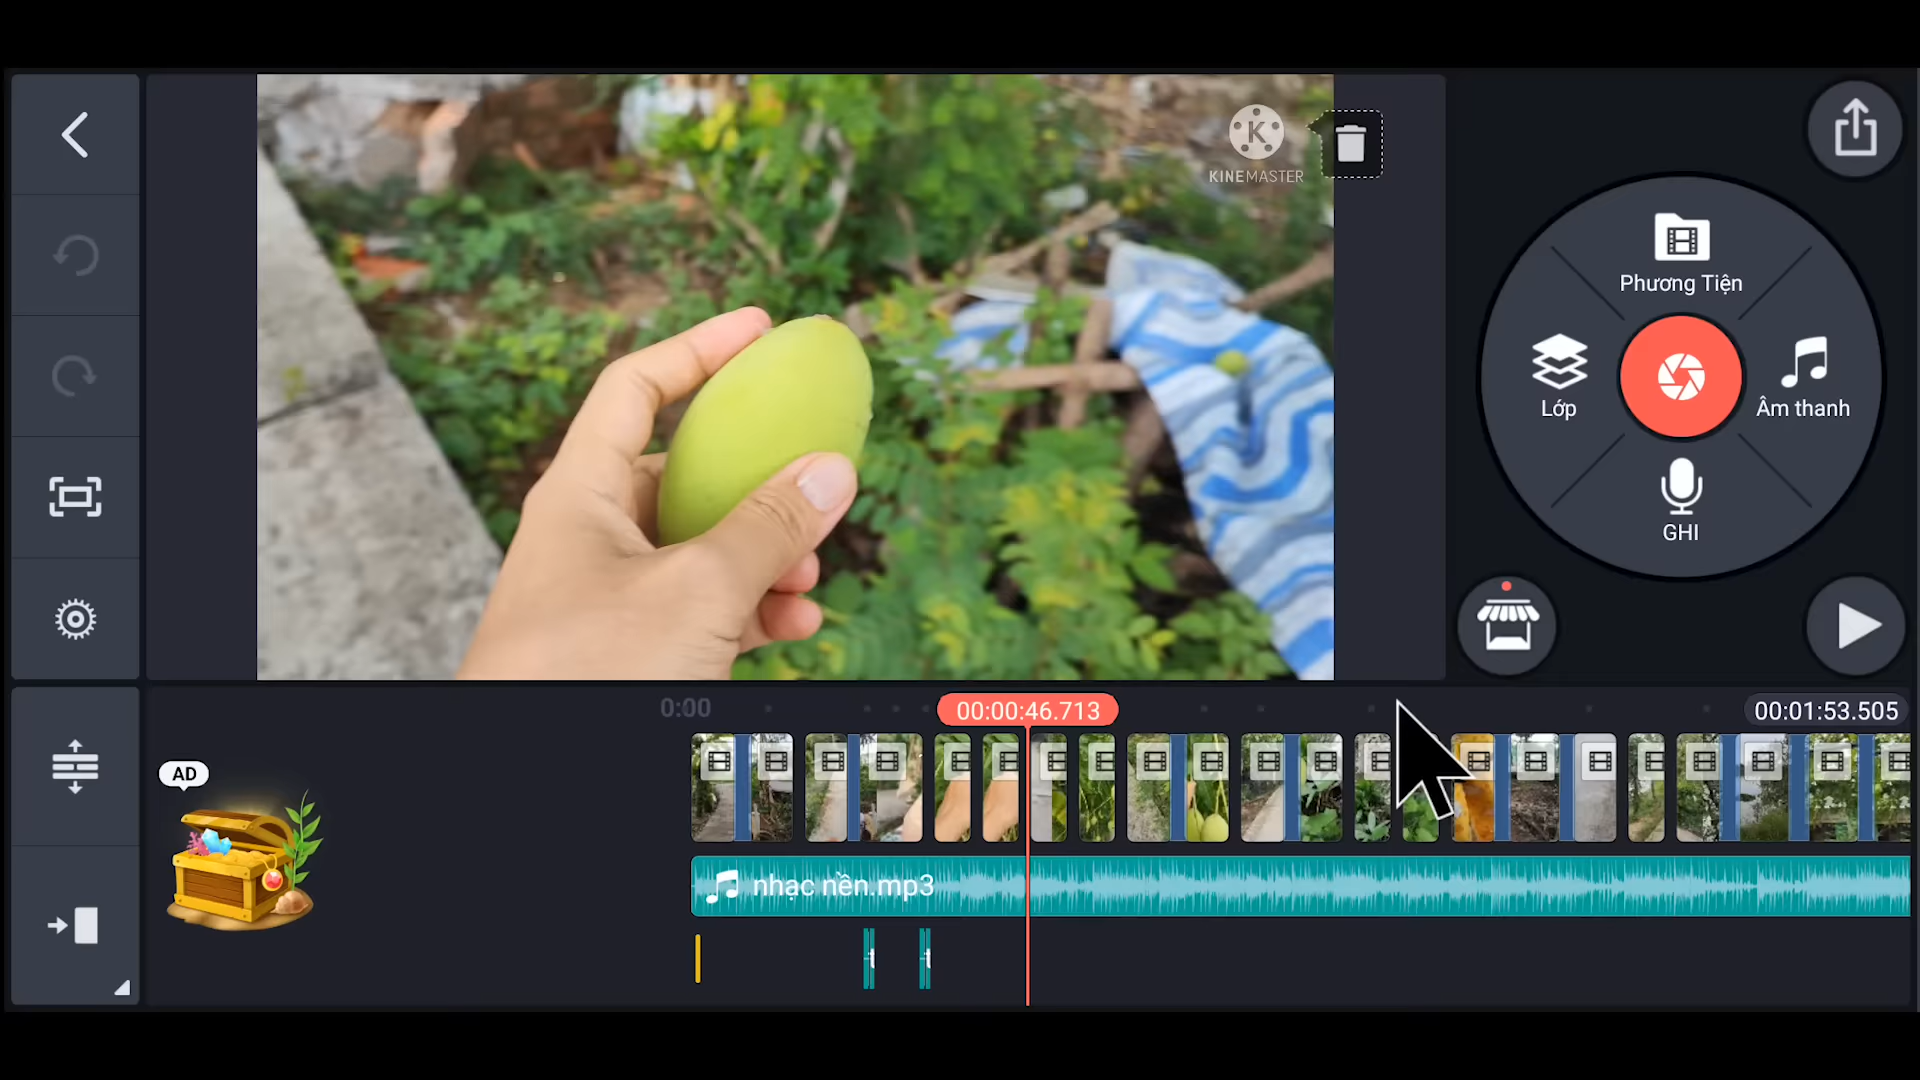 KINEMASTER
Phương Tiện
Lớp
Âm thanh
GHI
0:00
00:00:46.713
00:01:53.505
AD
nhạc nền.mp3